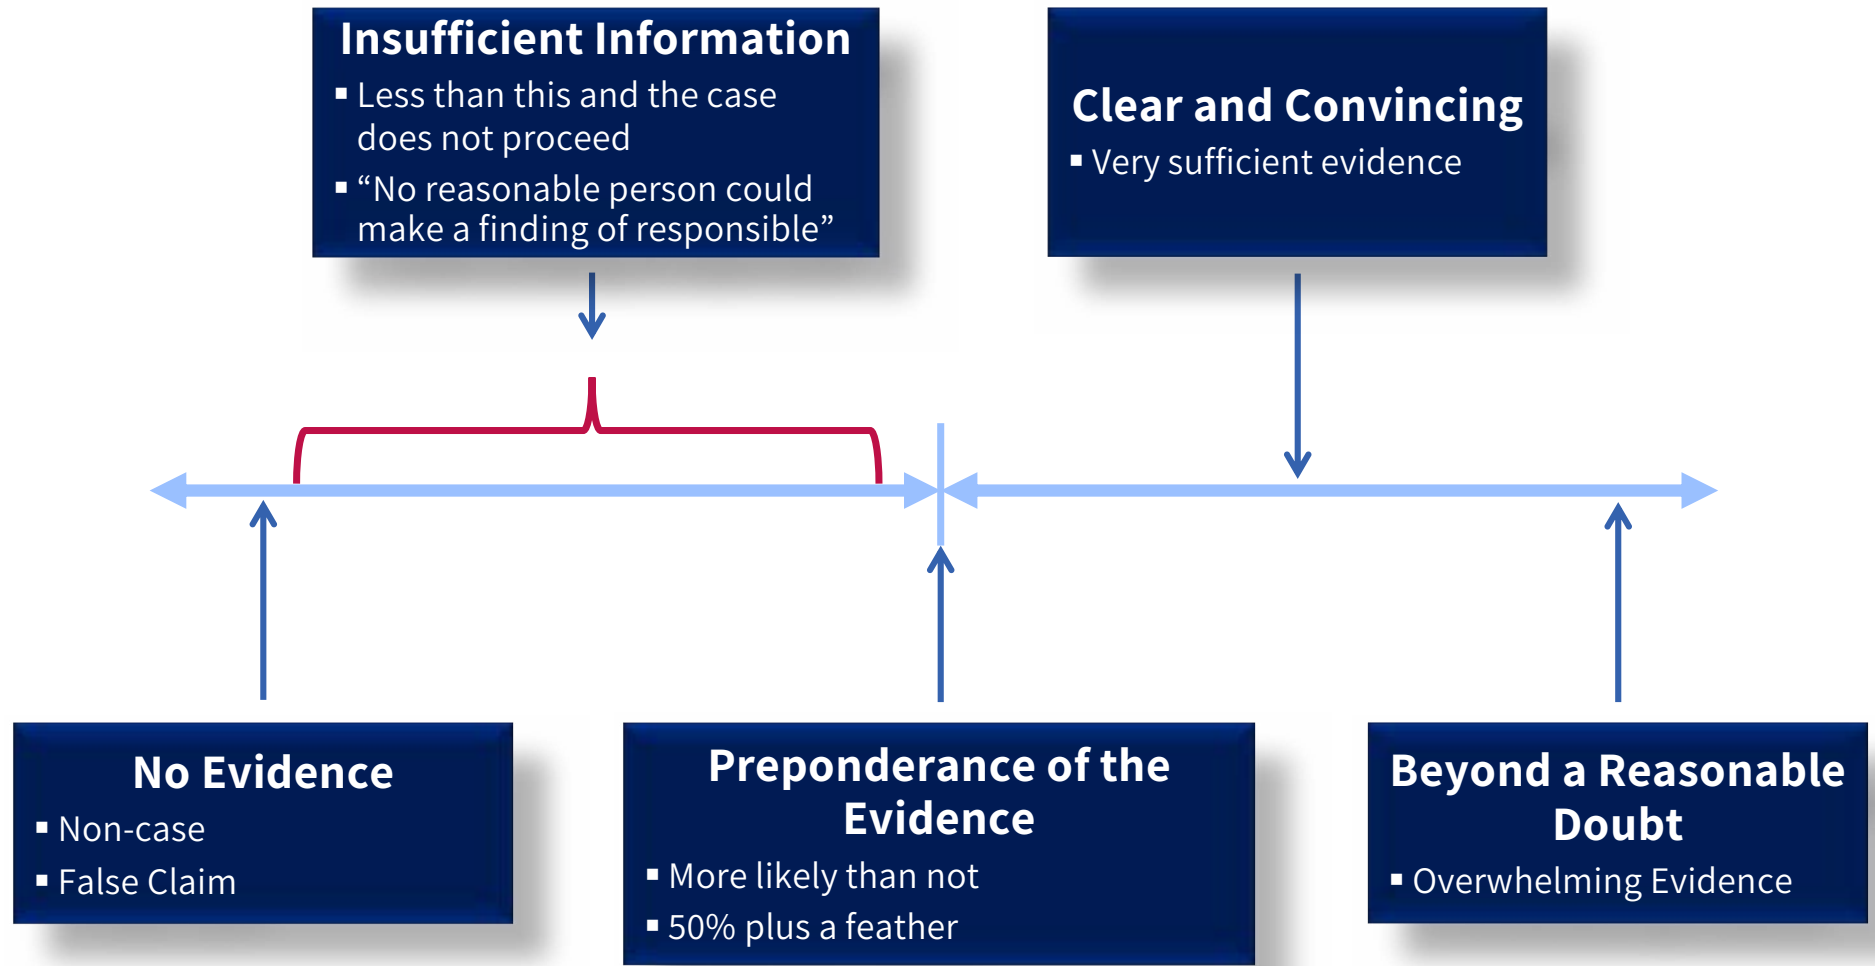 Insufficient Information
▪ Less than this and the case
does not proceed
▪ “No reasonable person could
make a finding of responsible”
Clear and Convincing
▪ Very sufficient evidence
No Evidence
▪ Non-case
▪ False Claim
Preponderance of the
Evidence
▪ More likely than not
▪ 50% plus a feather
Beyond a Reasonable
Doubt
▪ Overwhelming Evidence